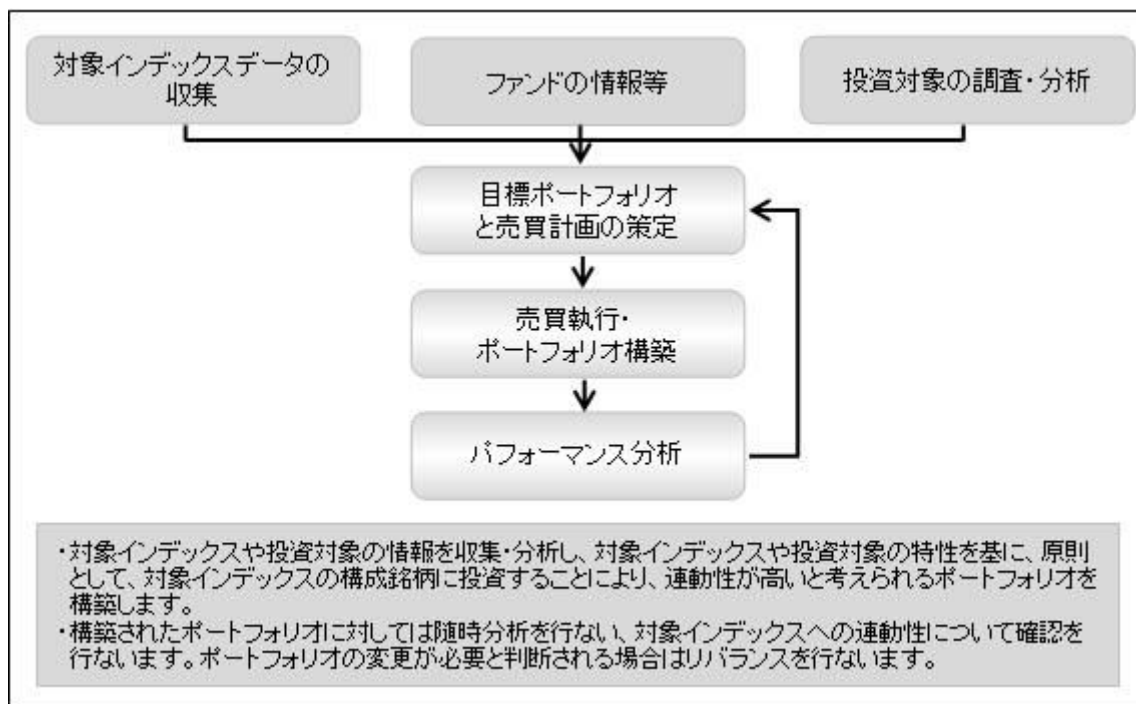 対象インデックスデータの
収集
ファンドの情報等
投資対象の調査・分析
目標ポートフォリオ
と売買計画の策定
売買執行・
ポートフォリオ構築
パフォーマンス分析
・対象インデックスや投資対象の情報を収集・分析し、対象インデックスや投資対象の特性を基に、原則
として、対象インデックスの構成銘柄に投資することにより、連動性が高いと考えられるポートフォリオを
構築します。
・構築されたポートフォリオに対しては随時分析を行ない、対象インデックスへの連動性について確認を
行ないます。ポートフォリオの変更が必要と判断される場合はリバランスを行ないます。